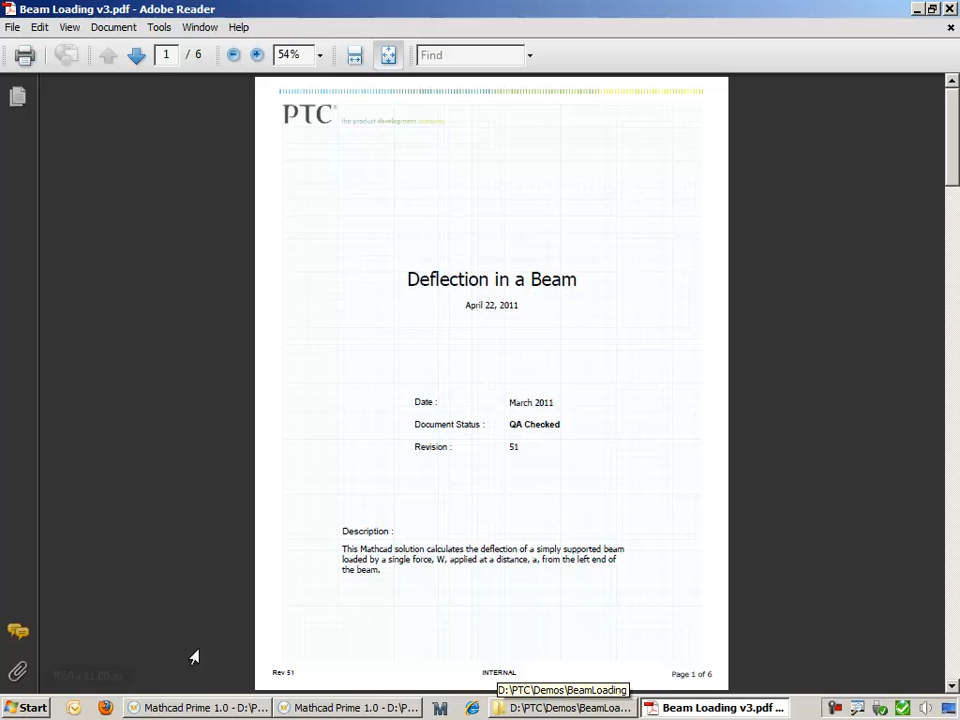 Beam Loading v3.pdf - Adobe Reader
File Edit View Document Tools Window Help
1 / 6 54% Find
PTC® the product development company
Deflection in a Beam
April 22, 2011
Date : March 2011
Document Status : QA Checked
Revision : 51
Description :
This Mathcad solution calculates the deflection of a simply supported beam
loaded by a single force, W, applied at a distance, a, from the left end of
the beam.
Rev 51 INTERNAL Page 1 of 6
D:\PTC\Demos\BeamLoading
Start Mathcad Prime 1.0 - D:\P... Mathcad Prime 1.0 - D:\P... D:\PTC\Demos\BeamLoa... Beam Loading v3.pdf ...